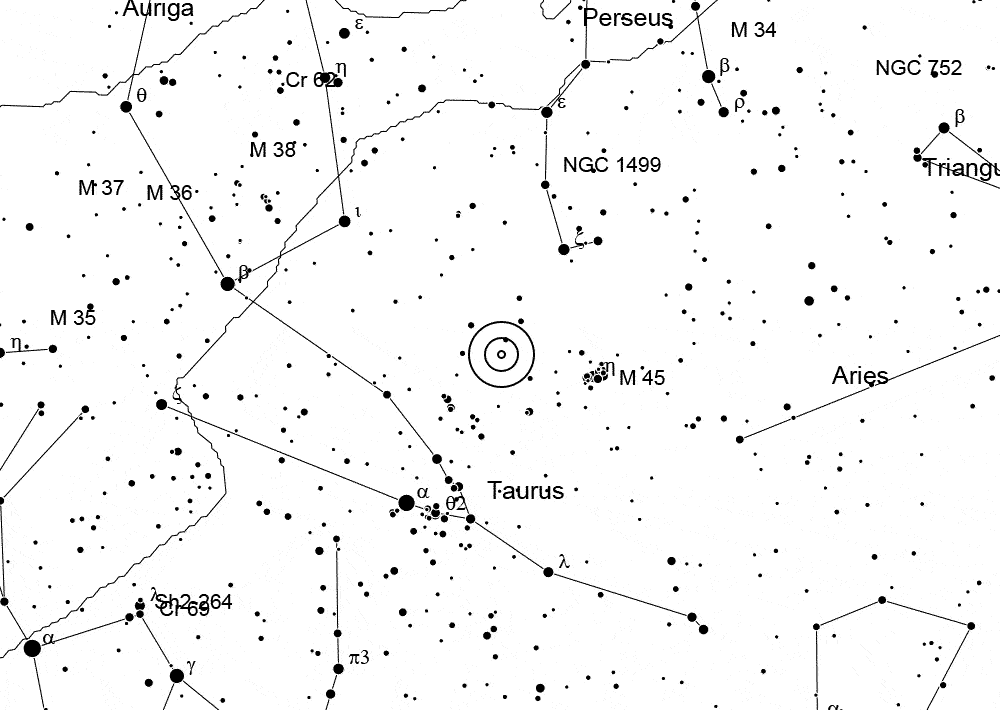 Auriga
ε
Perseus
M 34
β
NGC 752
Cr 62
η
θ
ρ
ε
β
M 38
NGC 1499
Triangu
M 37
M 36
ι
ζ
β
M 35
η
η
M 45
Aries
ζ
α
θ2
Taurus
λ
λ
Sh2-264
Cr 69
α
γ
π3
α